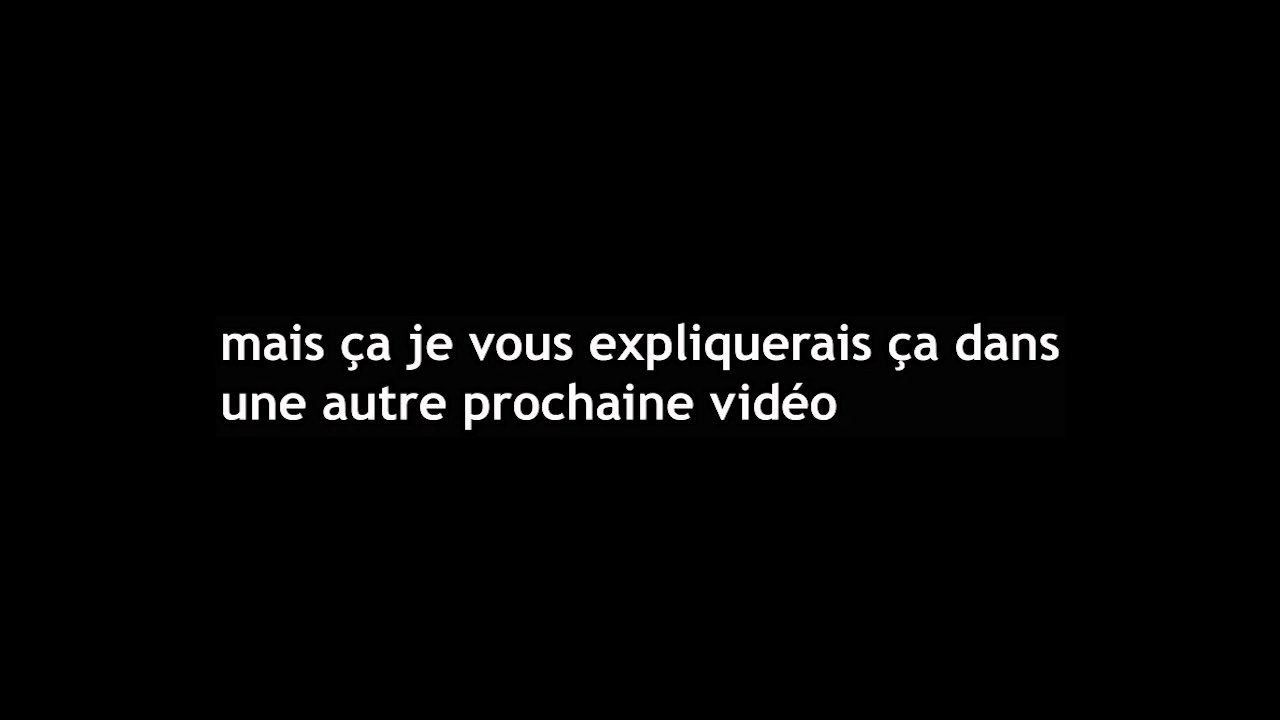 mais ça je vous expliquerais ça dans
une autre prochaine vidéo